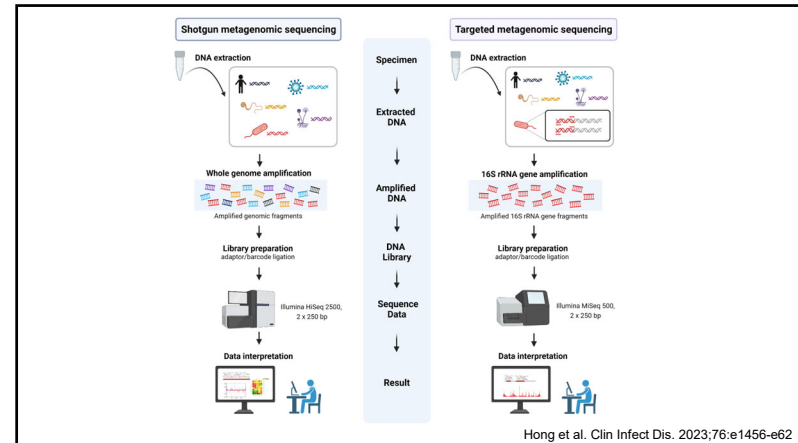 Shotgun metagenomic sequencing
DNA extraction
Whole genome amplification
Amplified genomic fragments
Library preparation
adaptor/barcode ligation
Illumina HiSeq 2500,
2 x 250 bp
Data interpretation
Specimen
Extracted
DNA
Amplified
DNA
DNA
Library
Sequence
Data
Result
Targeted metagenomic sequencing
DNA extraction
16S rRNA gene amplification
Amplified 16S rRNA gene fragments
Library preparation
adaptor/barcode ligation
Illumina MiSeq 500,
2 x 250 bp
Data interpretation
Hong et al. Clin Infect Dis. 2023;76:e1456-e62